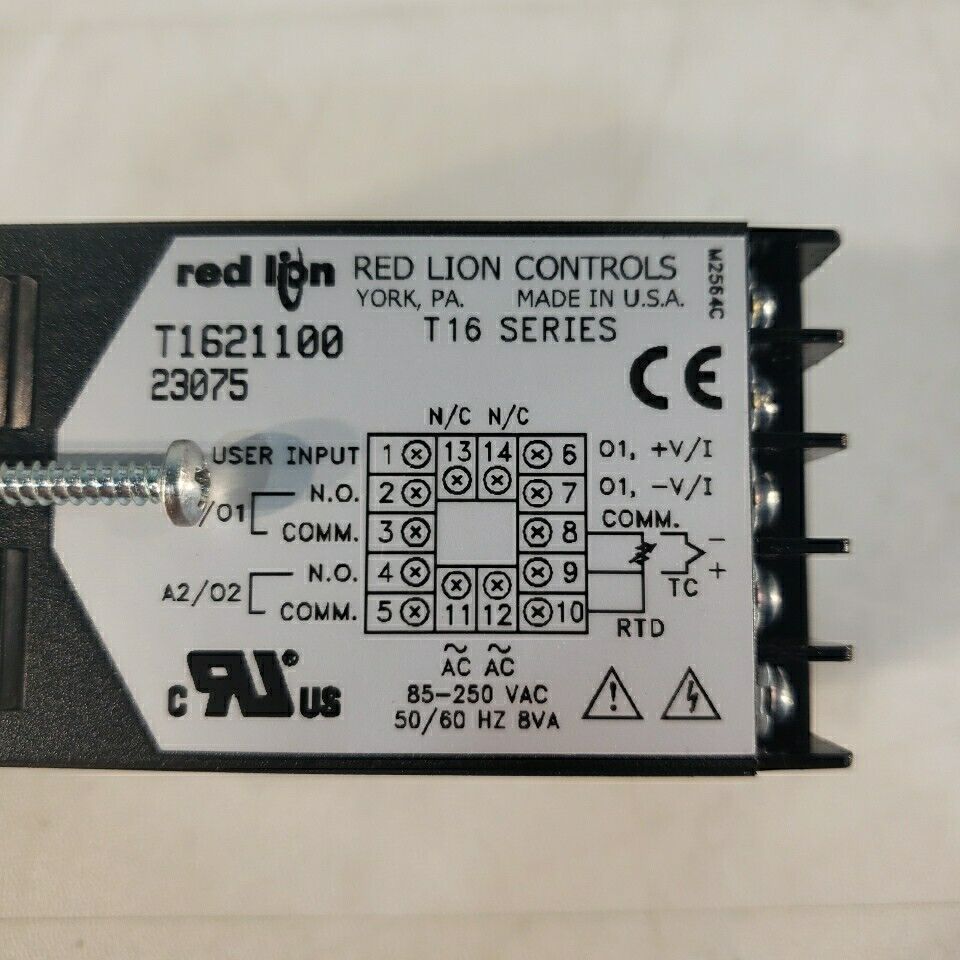 red lion RED LION CONTROLS
YORK, PA. MADE IN U.S.A.
T1621100 T16 SERIES
23075
M2564C
CE
N/C N/C
USER INPUT 1 13 14 6 O1, +V/I
N.O. 2 7 O1, -V/I
/O1
COMM. 3 8 COMM.
N.O. 4 9 - + TC
A2/O2
COMM. 5 11 12 10 RTD
~ ~
AC AC
85-250 VAC
50/60 HZ 8VA
c RU ® US